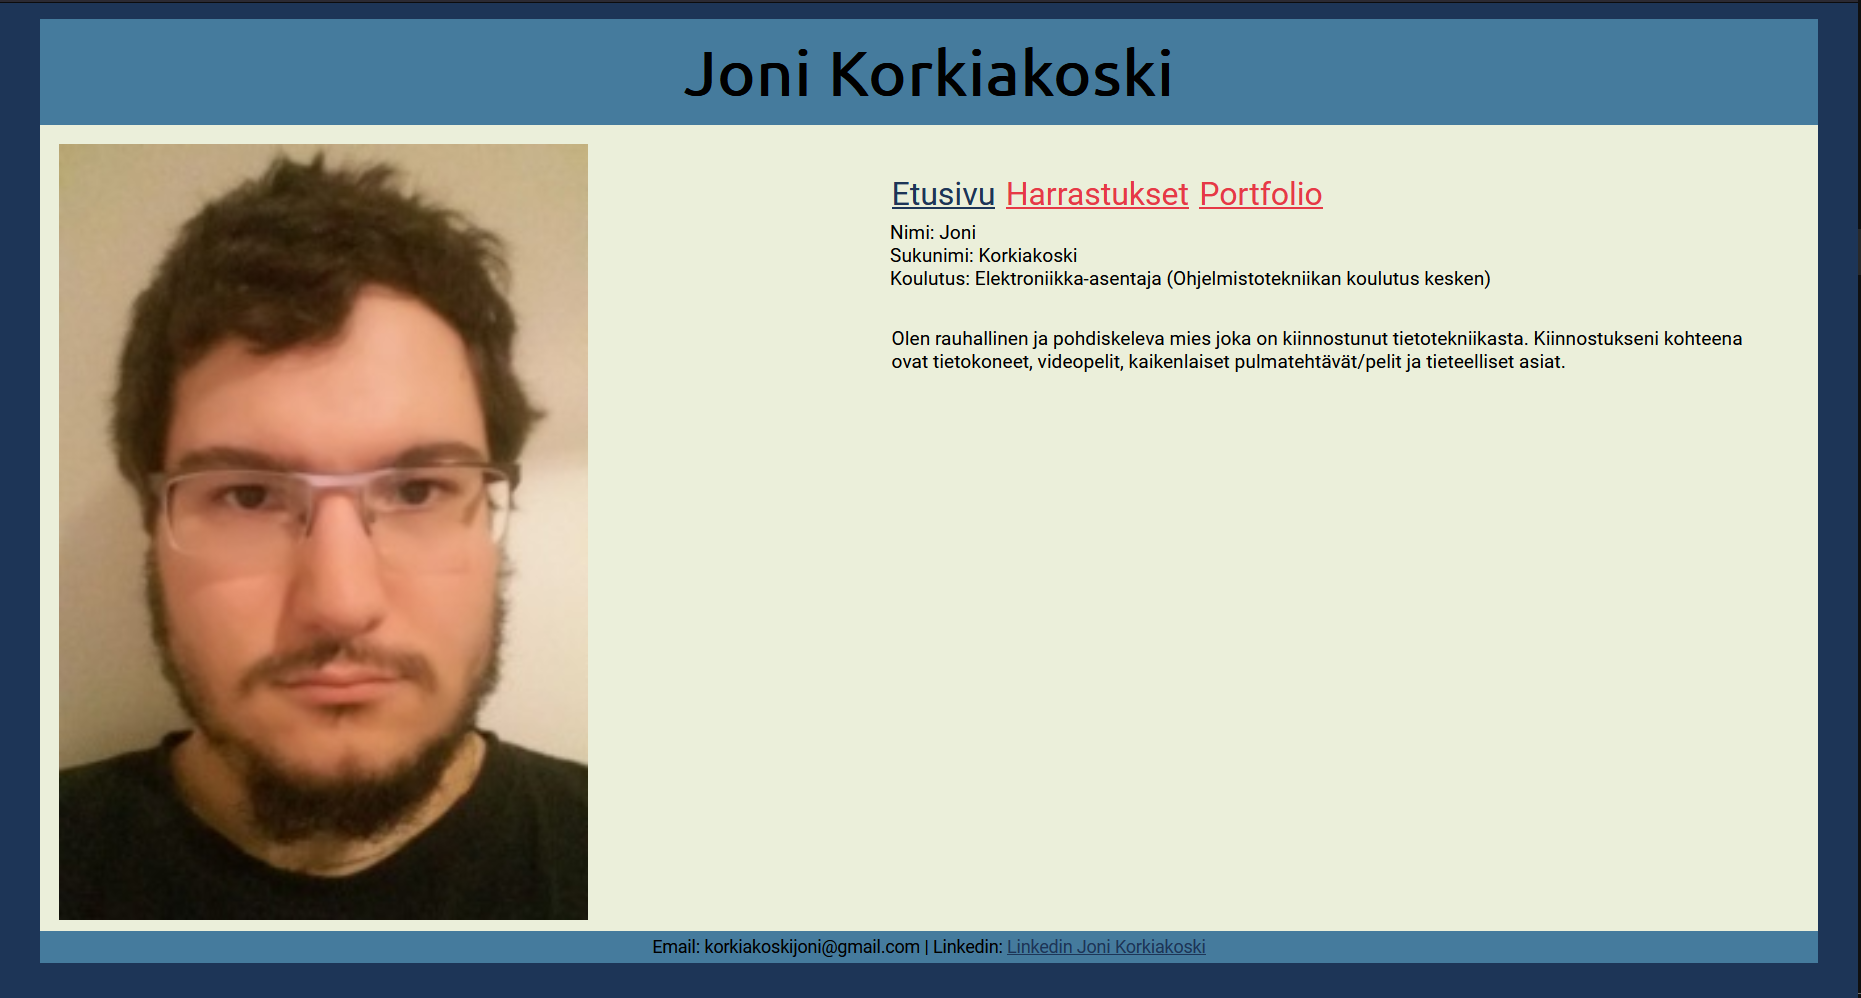 Joni Korkiakoski
Etusivu Harrastukset Portfolio
Nimi: Joni
Sukunimi: Korkiakoski
Koulutus: Elektroniikka-asentaja (Ohjelmistotekniikan koulutus kesken)
Olen rauhallinen ja pohdiskeleva mies joka on kiinnostunut tietotekniikasta. Kiinnostukseni kohteena
ovat tietokoneet, videopelit, kaikenlaiset pulmatehtävät/pelit ja tieteelliset asiat.
Email: korkiakoskijoni@gmail.com | Linkedin: Linkedin Joni Korkiakoski